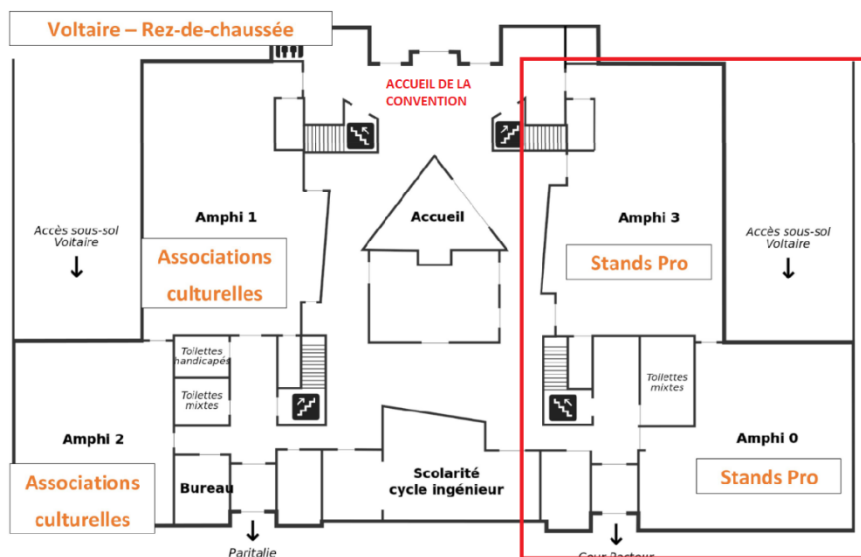 Voltaire – Rez-de-chaussée
ACCUEIL DE LA
CONVENTION
Amphi 1
Accueil
Amphi 3
Accès sous-sol
Voltaire
Accès sous-sol
Voltaire
Associations
culturelles
Stands Pro
Toilettes
handicapés
Toilettes
mixtes
Toilettes
mixtes
Amphi 2
Amphi 0
Bureau
Scolarité
cycle ingénieur
Associations
culturelles
Stands Pro
Paritalie
Cour Pasteur